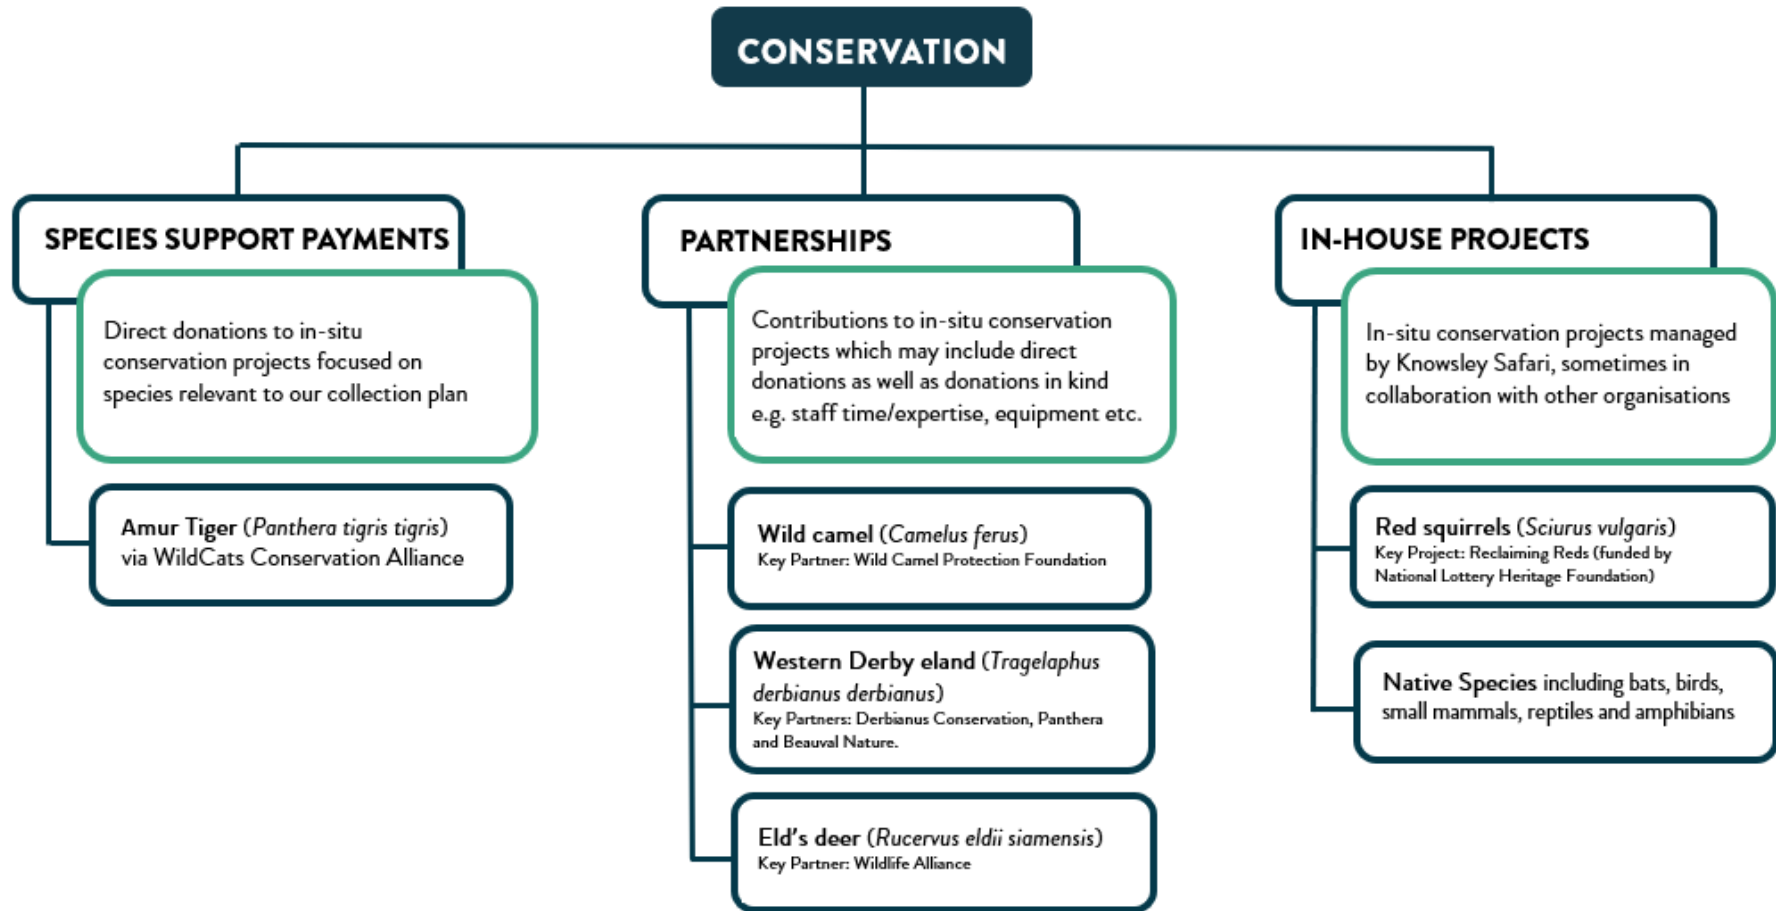 CONSERVATION
SPECIES SUPPORT PAYMENTS
Direct donations to in-situ
conservation projects focused on
species relevant to our collection plan
Amur Tiger (Panthera tigris tigris)
via WildCats Conservation Alliance
PARTNERSHIPS
Contributions to in-situ conservation
projects which may include direct
donations as well as donations in kind
e.g. staff time/expertise, equipment etc.
Wild camel (Camelus ferus)
Key Partner: Wild Camel Protection Foundation
Western Derby eland (Tragelaphus
derbianus derbianus)
Key Partners: Derbianus Conservation, Panthera
and Beauval Nature.
Eld's deer (Rucervus eldii siamensis)
Key Partner: Wildlife Alliance
IN-HOUSE PROJECTS
In-situ conservation projects managed
by Knowsley Safari, sometimes in
collaboration with other organisations
Red squirrels (Sciurus vulgaris)
Key Project: Reclaiming Reds (funded by
National Lottery Heritage Foundation)
Native Species including bats, birds,
small mammals, reptiles and amphibians